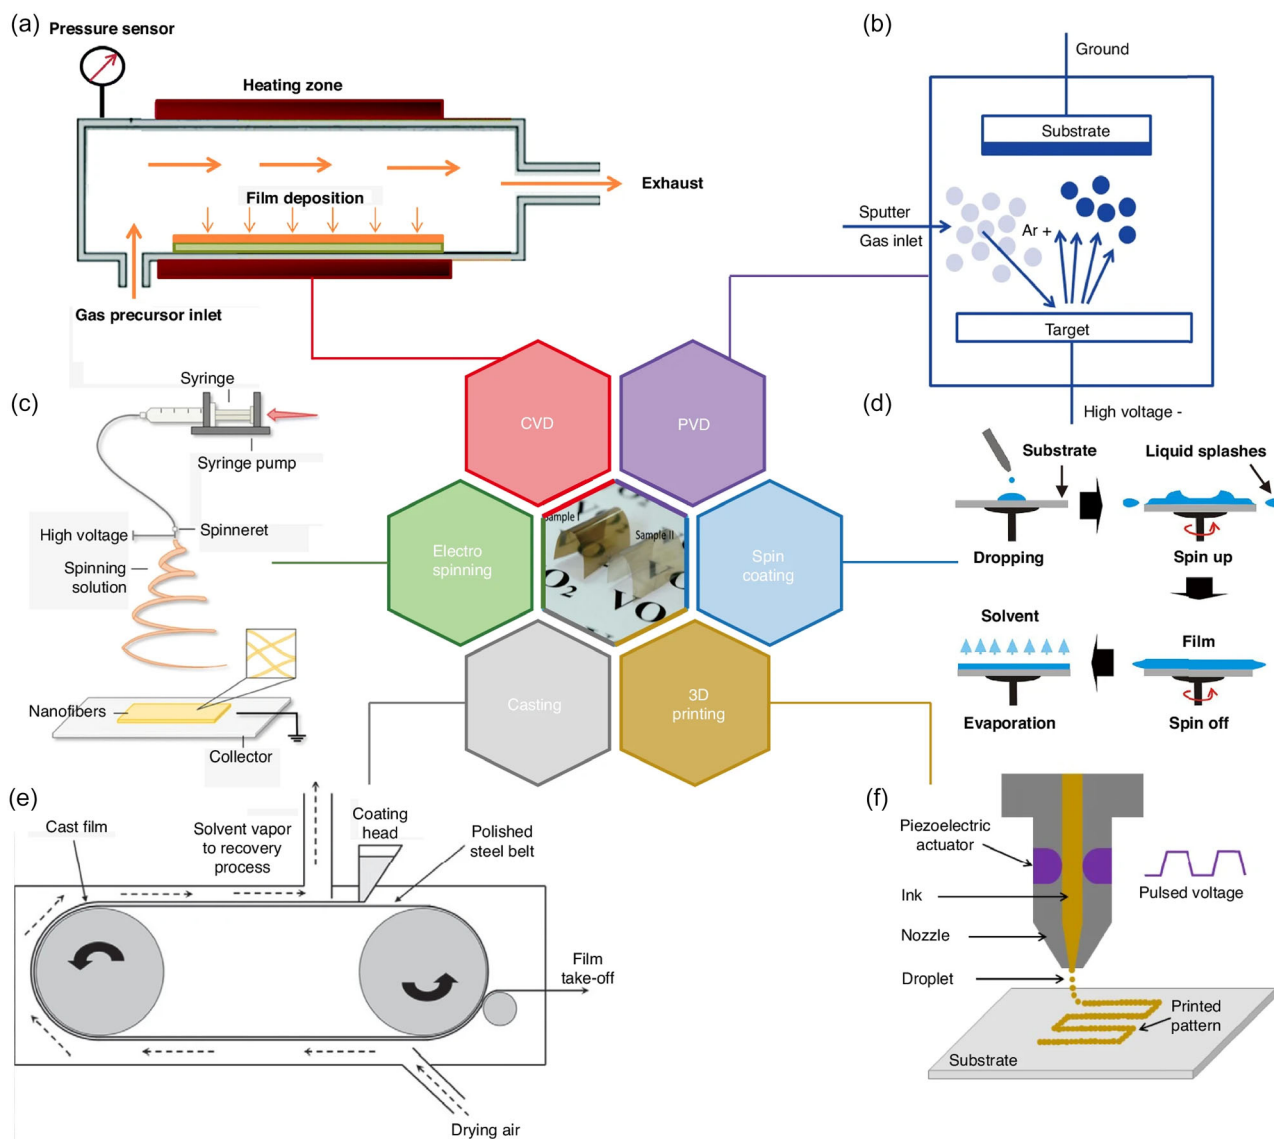 (a)
Pressure sensor
Heating zone
Film deposition
Exhaust
Gas precursor inlet
(b)
Ground
Substrate
Sputter
Gas inlet
Ar +
Target
High voltage -
(c)
Syringe
Syringe pump
High voltage
Spinneret
Spinning
solution
Nanofibers
Collector
CVD
PVD
Electro
spinning
Sample I
Sample II
O2
VO
Spin
coating
Casting
3D
printing
(d)
Substrate
Liquid splashes
Dropping
Spin up
Solvent
Film
Evaporation
Spin off
(e)
Cast film
Solvent vapor
to recovery
process
Coating
head
Polished
steel belt
Film
take-off
Drying air
(f)
Piezoelectric
actuator
Pulsed voltage
Ink
Nozzle
Droplet
Printed
pattern
Substrate